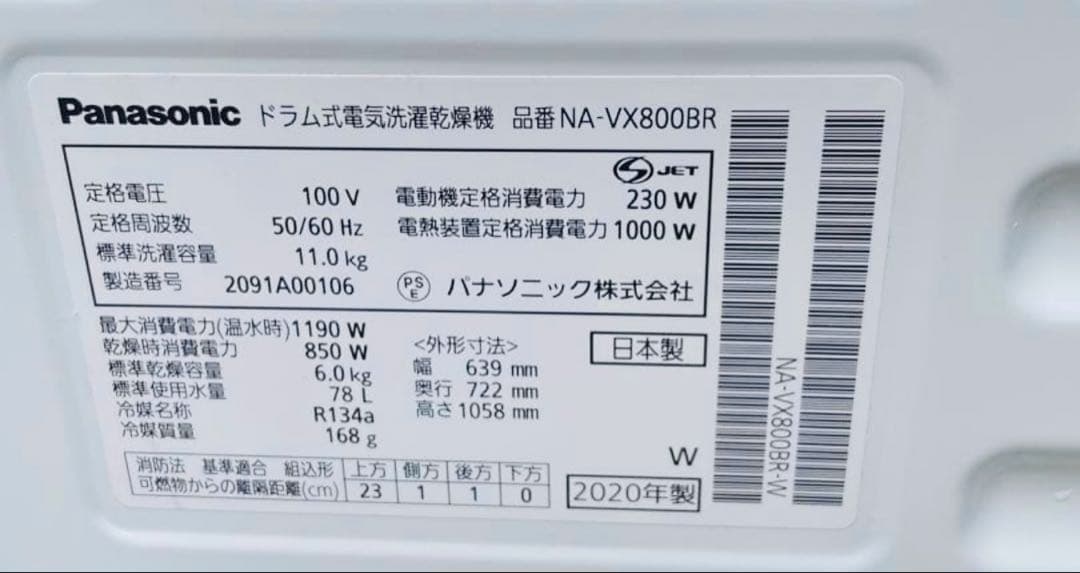 Panasonic ドラム式電気洗濯乾燥機 品番 NA-VX800BR
JET
定格電圧 100 V 電動機定格消費電力 230 W
定格周波数 50/60 Hz 電熱装置定格消費電力 1000 W
標準洗濯容量 11.0 kg
製造番号 2091A00106 PSE パナソニック株式会社
最大消費電力(温水時) 1190 W
乾燥時消費電力 850 W
標準乾燥容量 6.0 kg
標準使用水量 78 L
冷媒名称 R134a
冷媒質量 168 g
<外形寸法>
幅 639 mm
奥行 722 mm
高さ 1058 mm
日本製
W
消防法 基準適合 組込形 上方 側方 後方 下方
可燃物からの離隔距離(cm) 23 1 1 0
2020年製
NA-VX800BR-W